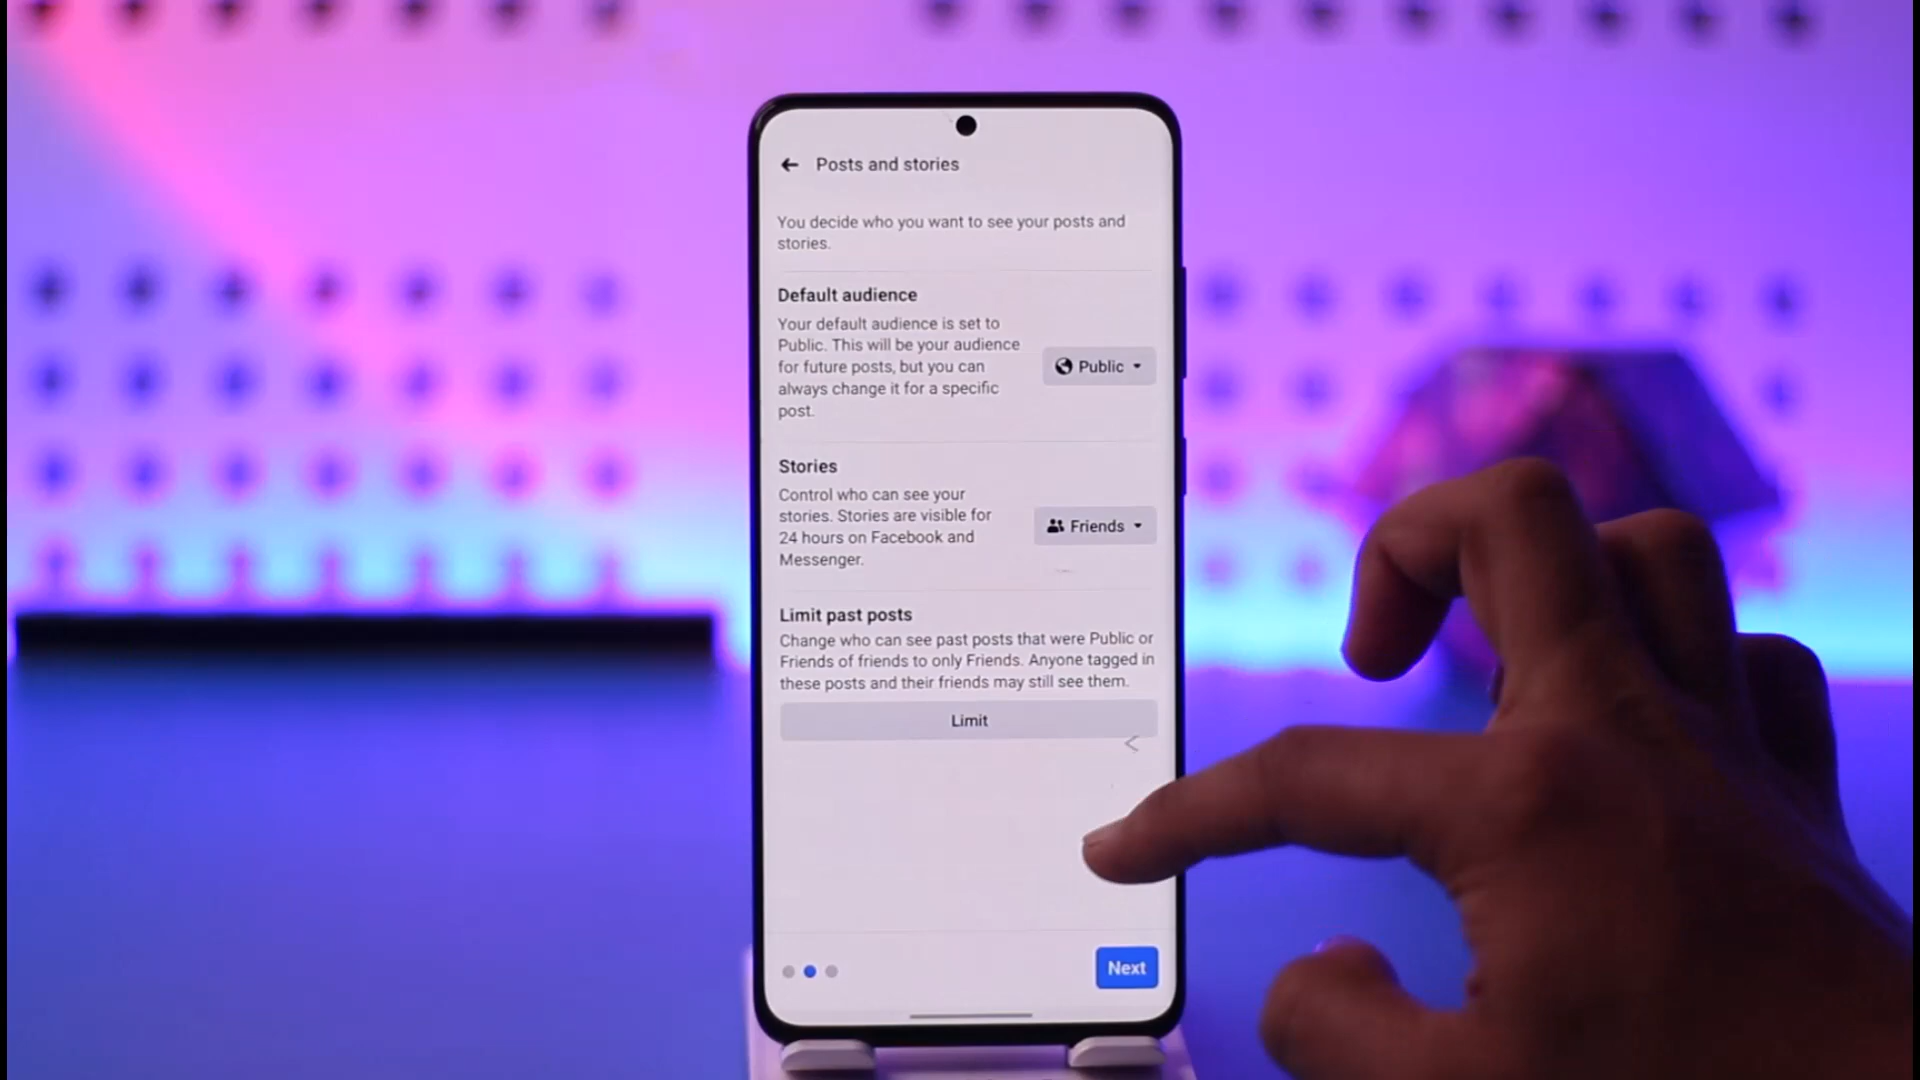 Posts and stories
You decide who you want to see your posts and
stories.
Default audience
Your default audience is set to
Public. This will be your audience
for future posts, but you can
always change it for a specific
post.
Public
Stories
Control who can see your
stories. Stories are visible for
24 hours on Facebook and
Messenger.
Friends
Limit past posts
Change who can see past posts that were Public or
Friends of friends to only Friends. Anyone tagged in
these posts and their friends may still see them.
Limit
Next